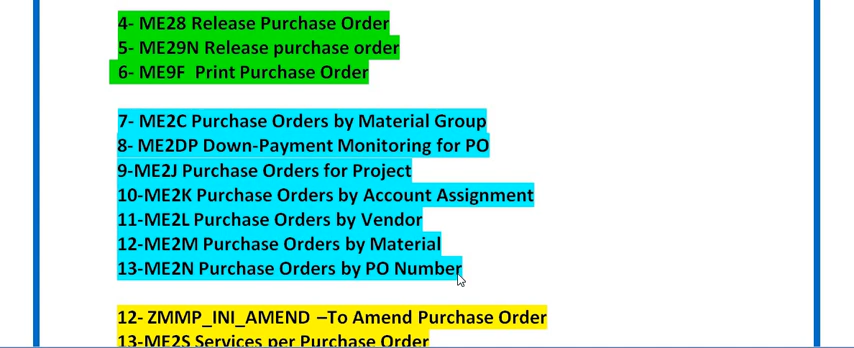 4- ME28 Release Purchase Order
5- ME29N Release purchase order
6- ME9F  Print Purchase Order
7- ME2C Purchase Orders by Material Group
8- ME2DP Down-Payment Monitoring for PO
9-ME2J Purchase Orders for Project
10-ME2K Purchase Orders by Account Assignment
11-ME2L Purchase Orders by Vendor
12-ME2M Purchase Orders by Material
13-ME2N Purchase Orders by PO Number
12- ZMMP_INI_AMEND –To Amend Purchase Order
13-ME2S Services per Purchase Order